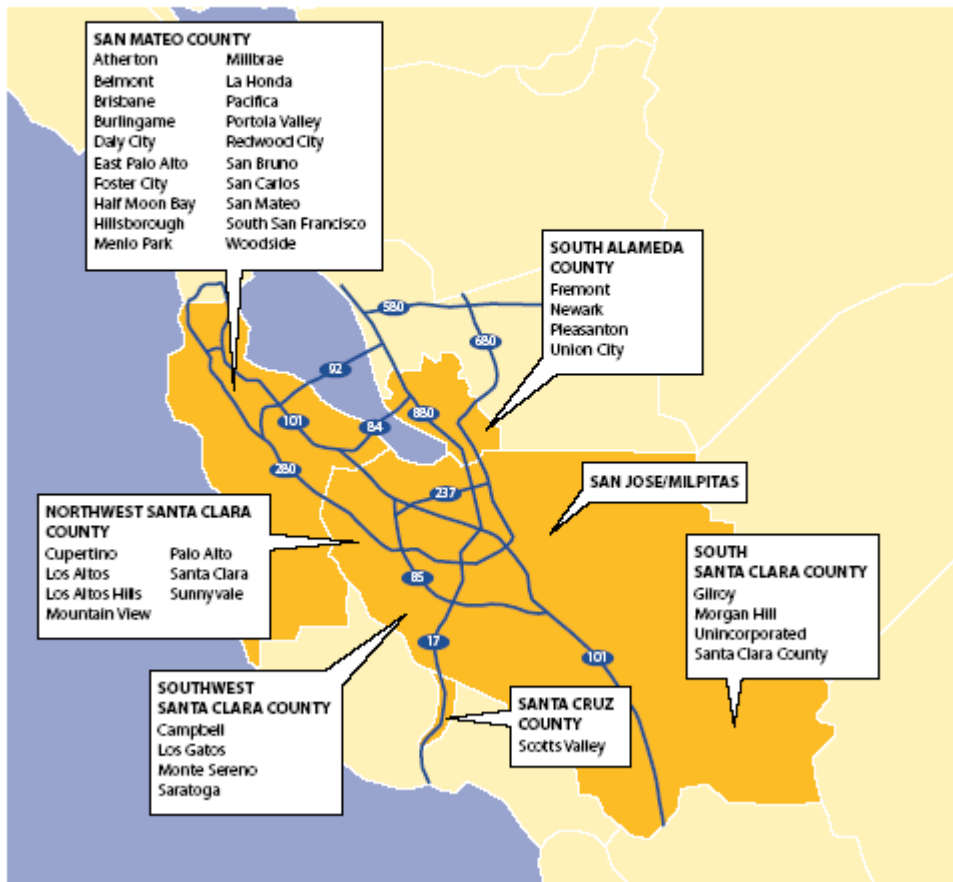 SAN MATEO COUNTY
Atherton Millbrae
Belmont La Honda
Brisbane Pacifica
Burlingame Portola Valley
Daly City Redwood City
East Palo Alto San Bruno
Foster City San Carlos
Half Moon Bay San Mateo
Hillsborough South San Francisco
Menlo Park Woodside
SOUTH ALAMEDA
COUNTY
Fremont
Newark
Pleasanton
Union City
580
680
92
880
101
84
280
237
SAN JOSE/MILPITAS
NORTHWEST SANTA CLARA
COUNTY
Cupertino Palo Alto
Los Altos Santa Clara
Los Altos Hills Sunnyvale
Mountain View
SOUTH
SANTA CLARA COUNTY
Gilroy
Morgan Hill
Unincorporated
Santa Clara County
85
17
101
SOUTHWEST
SANTA CLARA COUNTY
Campbell
Los Gatos
Monte Sereno
Saratoga
SANTA CRUZ
COUNTY
Scotts Valley